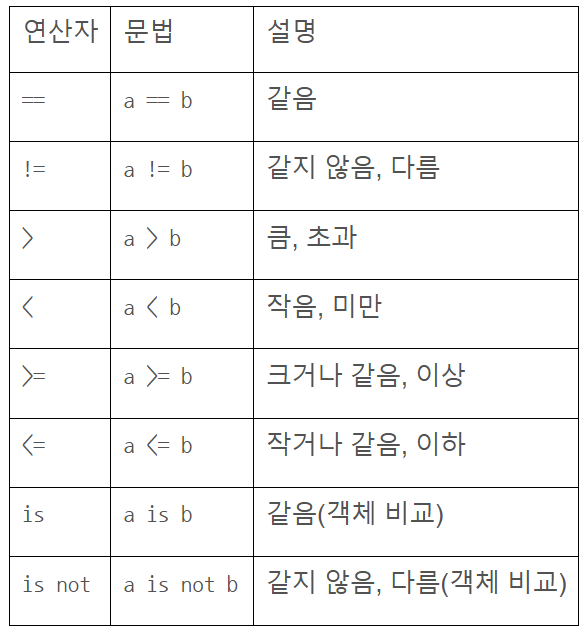 연산자 문법 설명
== a == b 같음
!= a != b 같지 않음, 다름
> a > b 큼, 초과
< a < b 작음, 미만
>= a >= b 크거나 같음, 이상
<= a <= b 작거나 같음, 이하
is a is b 같음(객체 비교)
is not a is not b 같지 않음, 다름(객체 비교)